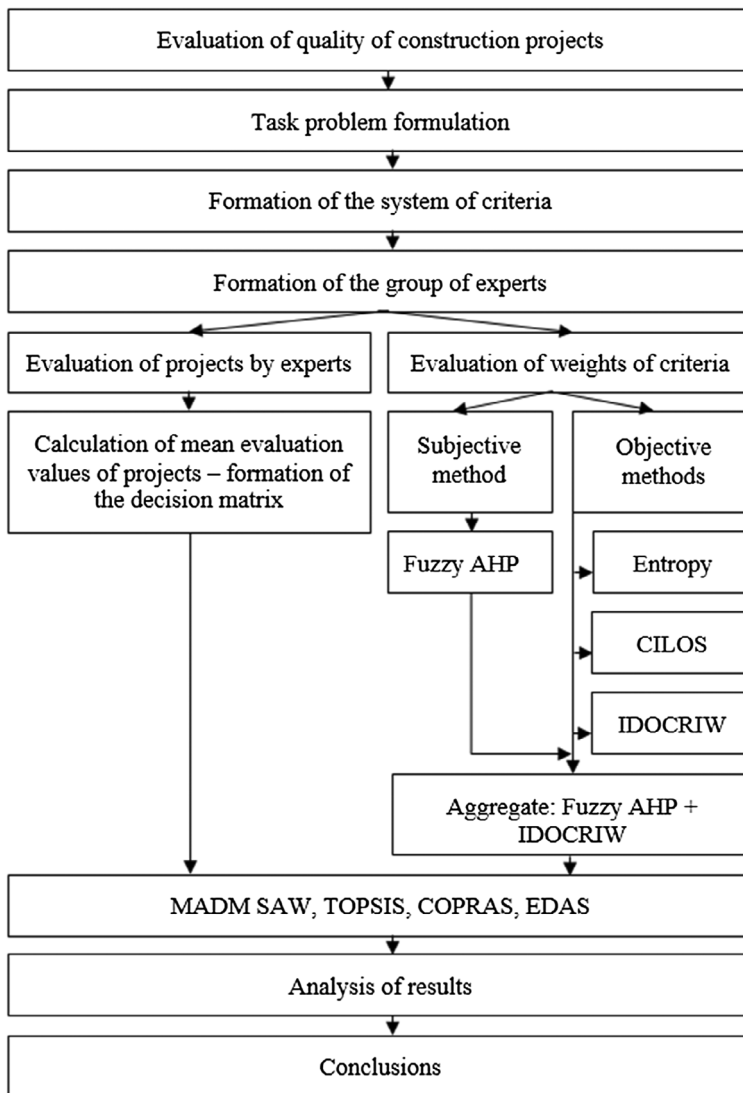 Evaluation of quality of construction projects
Task problem formulation
Formation of the system of criteria
Formation of the group of experts
Evaluation of projects by experts
Evaluation of weights of criteria
Calculation of mean evaluation
values of projects – formation of
the decision matrix
Subjective
method
Objective
methods
Fuzzy AHP
Entropy
CILOS
IDOCRIW
Aggregate: Fuzzy AHP +
IDOCRIW
MADM SAW, TOPSIS, COPRAS, EDAS
Analysis of results
Conclusions